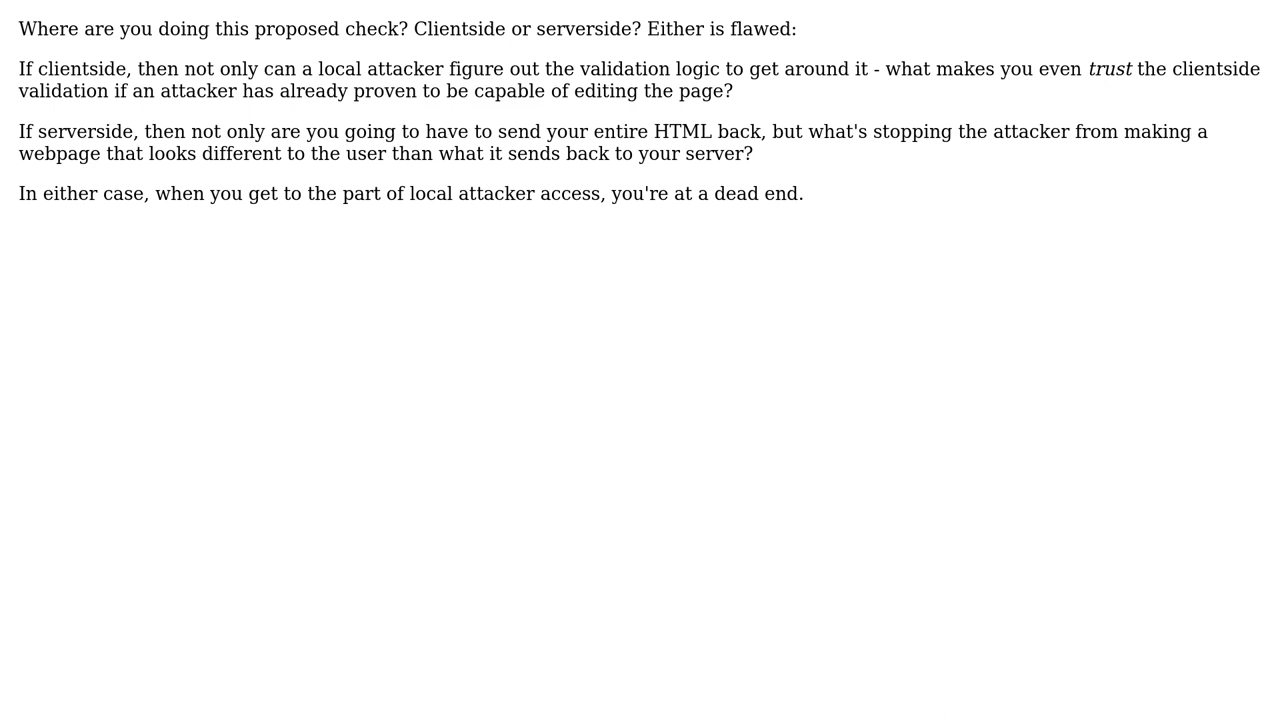 Where are you doing this proposed check? Clientside or serverside? Either is flawed:
If clientside, then not only can a local attacker figure out the validation logic to get around it - what makes you even trust the clientside
validation if an attacker has already proven to be capable of editing the page?
If serverside, then not only are you going to have to send your entire HTML back, but what's stopping the attacker from making a
webpage that looks different to the user than what it sends back to your server?
In either case, when you get to the part of local attacker access, you're at a dead end.